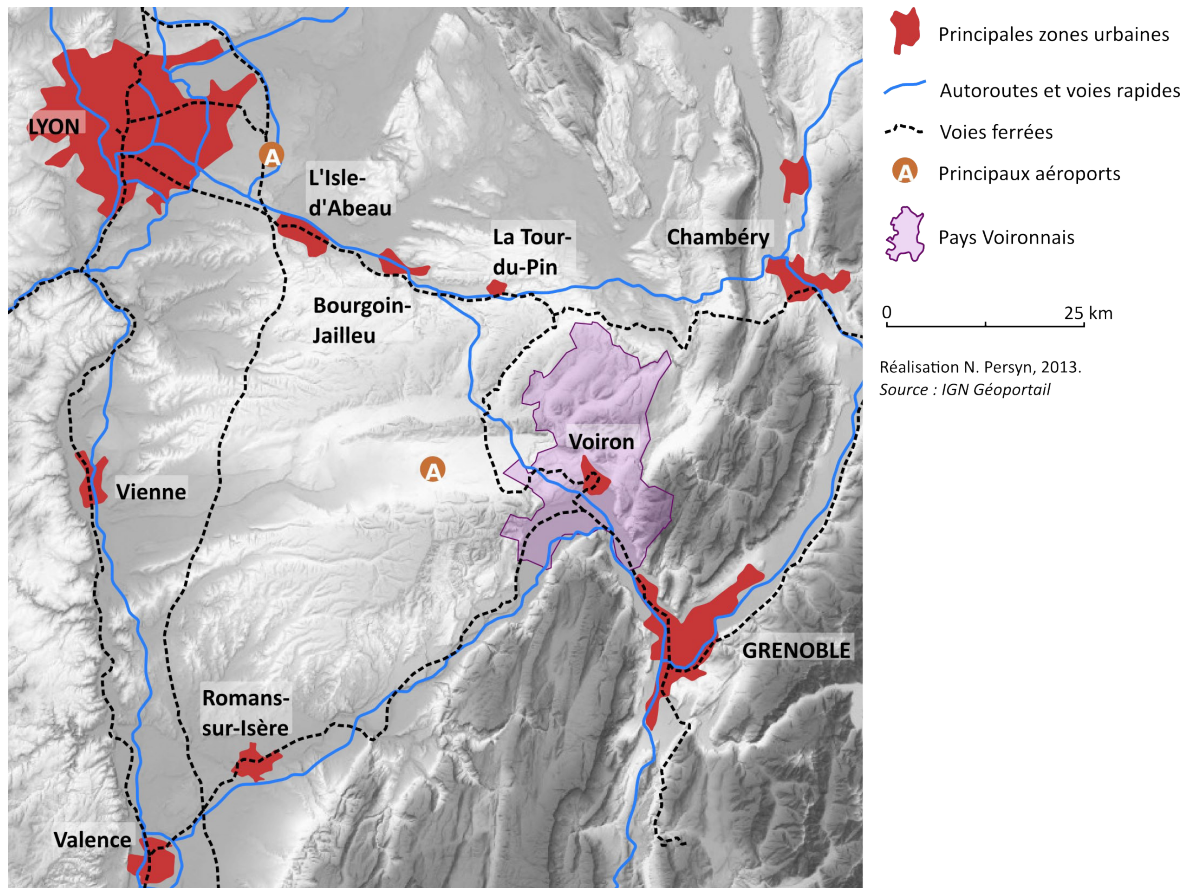 LYON
A
L'Isle-
d'Abeau
La Tour-
du-Pin
Chambéry
Bourgoin-
Jailleu
Voiron
A
Vienne
GRENOBLE
Romans-
sur-Isère
Valence
Principales zones urbaines
Autoroutes et voies rapides
Voies ferrées
A
Principaux aéroports
Pays Voironnais
0 25 km
Réalisation N. Persyn, 2013.
Source : IGN Géoportail